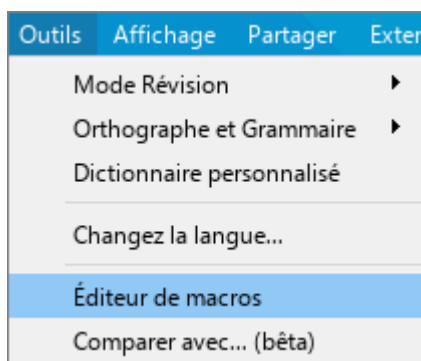 Outils Affichage Partager Exter
Mode Révision
Orthographe et Grammaire
Dictionnaire personnalisé
Changez la langue...
Éditeur de macros
Comparer avec... (bêta)